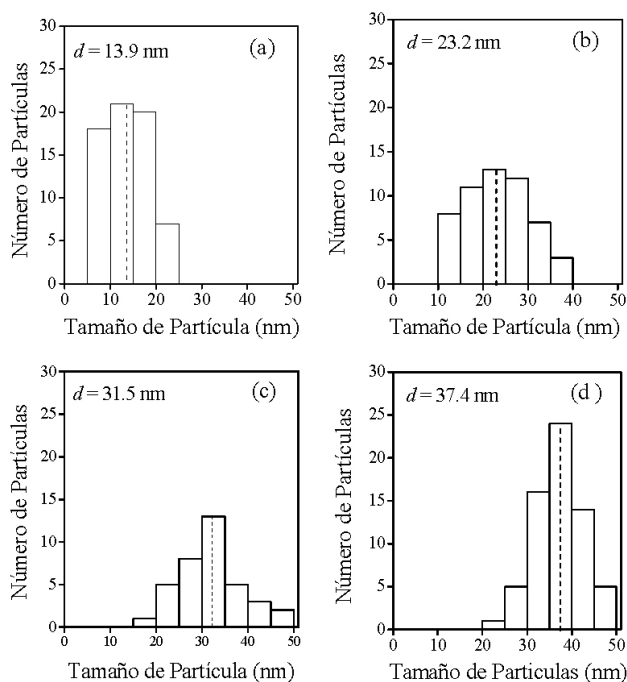 Número de Partículas
30
25
20
15
10
5
0
d = 13.9 nm
(a)
0 10 20 30 40 50
Tamaño de Partícula (nm)
Número de Partículas
30
25
20
15
10
5
0
d = 23.2 nm
(b)
0 10 20 30 40 50
Tamaño de Partícula (nm)
Número de Partículas
30
25
20
15
10
5
0
d = 31.5 nm
(c)
0 10 20 30 40 50
Tamaño de Partícula (nm)
Número de Partículas
30
25
20
15
10
5
0
d = 37.4 nm
(d )
0 10 20 30 40 50
Tamaño de Particulas (nm)